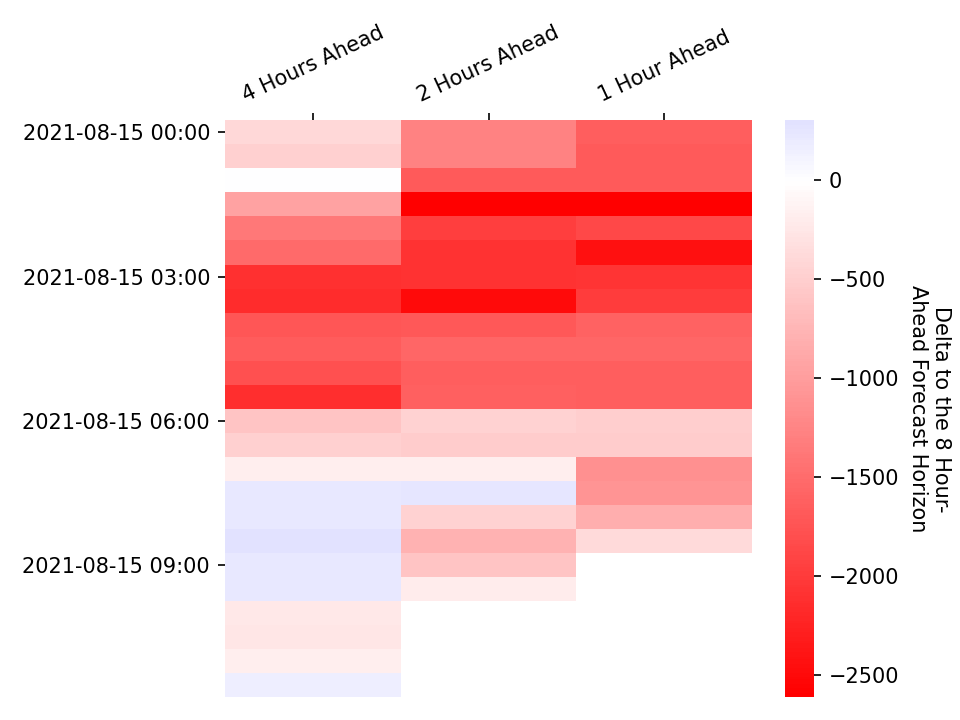 4 Hours Ahead
2 Hours Ahead
1 Hour Ahead
2021-08-15 00:00
2021-08-15 03:00
2021-08-15 06:00
2021-08-15 09:00
0
−500
−1000
−1500
−2000
−2500
Delta to the 8 Hour-
Ahead Forecast Horizon